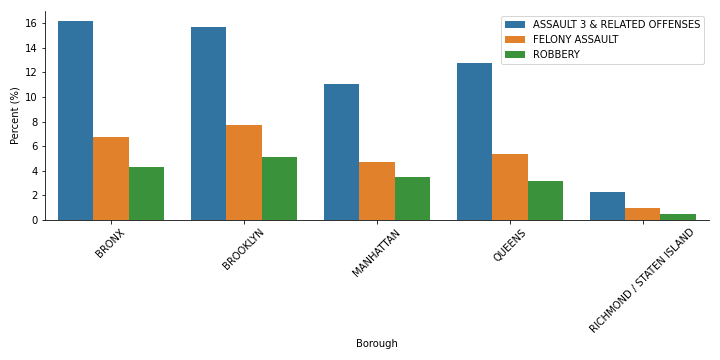 ASSAULT 3 & RELATED OFFENSES
FELONY ASSAULT
ROBBERY
Percent (%)
16
14
12
10
8
6
4
2
0
BRONX
BROOKLYN
MANHATTAN
QUEENS
RICHMOND / STATEN ISLAND
Borough